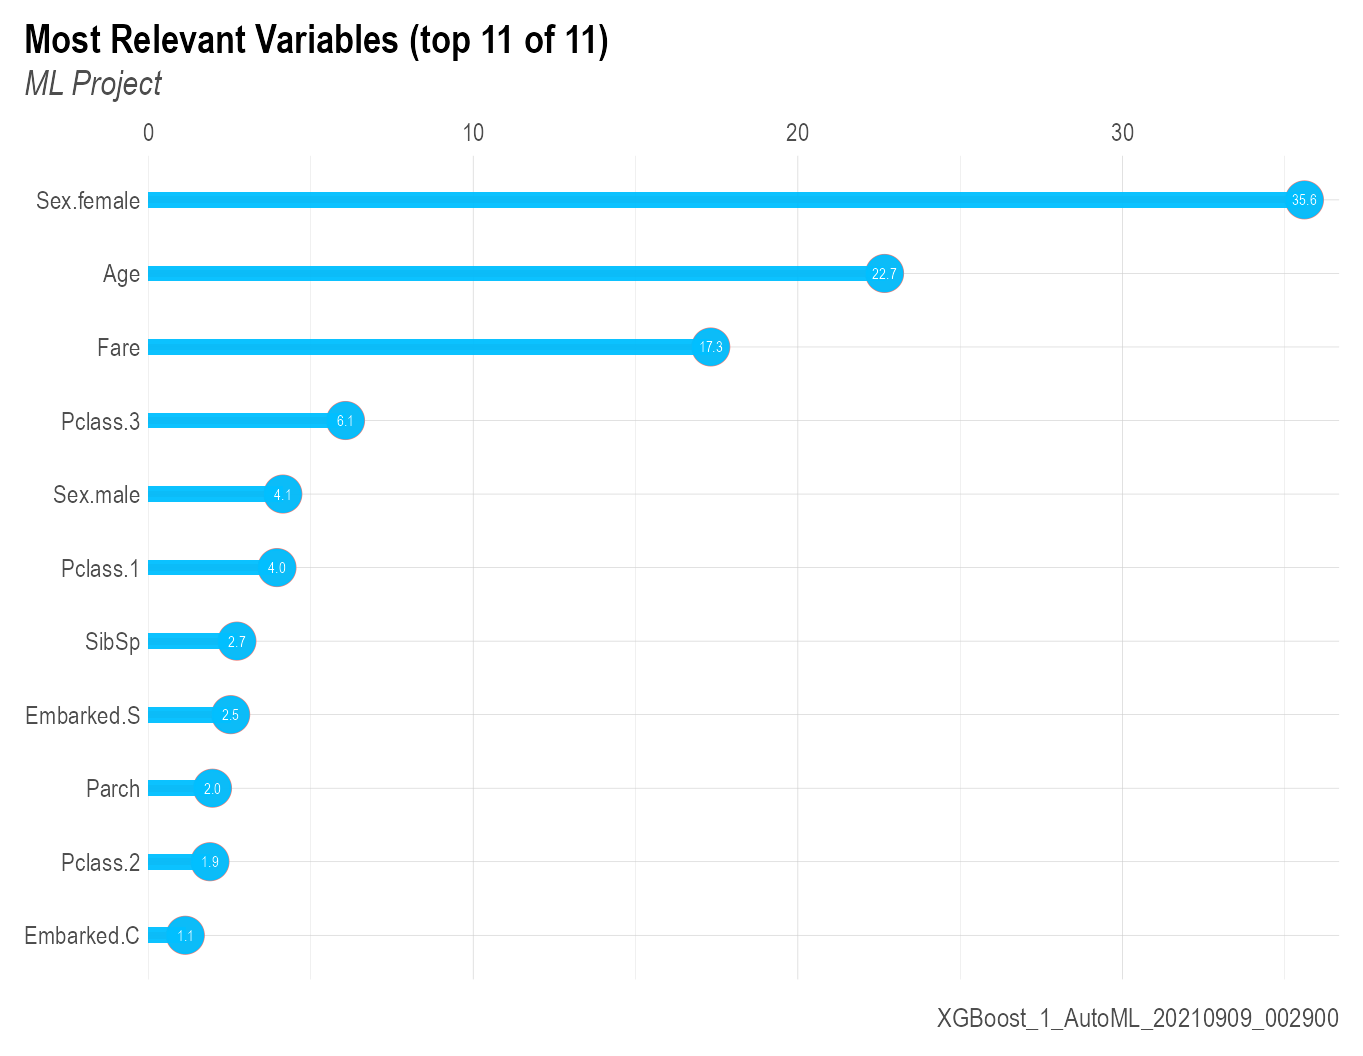 Most Relevant Variables (top 11 of 11)
ML Project
0 10 20 30
Sex.female 35.6
Age 22.7
Fare 17.3
Pclass.3 6.1
Sex.male 4.1
Pclass.1 4.0
SibSp 2.7
Embarked.S 2.5
Parch 2.0
Pclass.2 1.9
Embarked.C 1.1
XGBoost_1_AutoML_20210909_002900